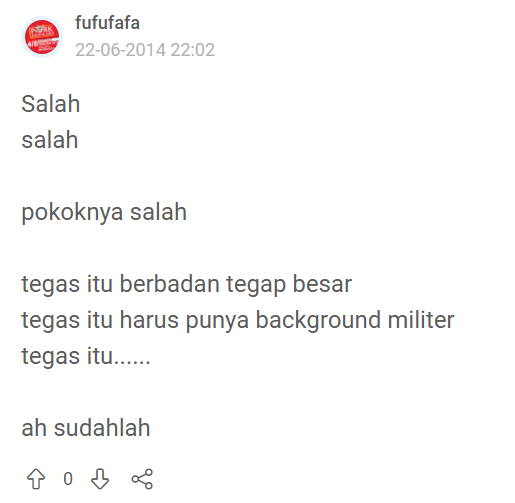 fufufafa
22-06-2014 22:02
Salah
salah
pokoknya salah
tegas itu berbadan tegap besar
tegas itu harus punya background militer
tegas itu......
ah sudahlah
0